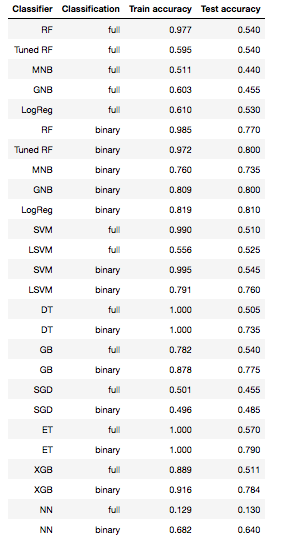 Classifier Classification Train accuracy Test accuracy
RF full 0.977 0.540
Tuned RF full 0.595 0.540
MNB full 0.511 0.440
GNB full 0.603 0.455
LogReg full 0.610 0.530
RF binary 0.985 0.770
Tuned RF binary 0.972 0.800
MNB binary 0.760 0.735
GNB binary 0.809 0.800
LogReg binary 0.819 0.810
SVM full 0.990 0.510
LSVM full 0.556 0.525
SVM binary 0.995 0.545
LSVM binary 0.791 0.760
DT full 1.000 0.505
DT binary 1.000 0.735
GB full 0.782 0.540
GB binary 0.878 0.775
SGD full 0.501 0.455
SGD binary 0.496 0.485
ET full 1.000 0.570
ET binary 1.000 0.790
XGB full 0.889 0.511
XGB binary 0.916 0.784
NN full 0.129 0.130
NN binary 0.682 0.640